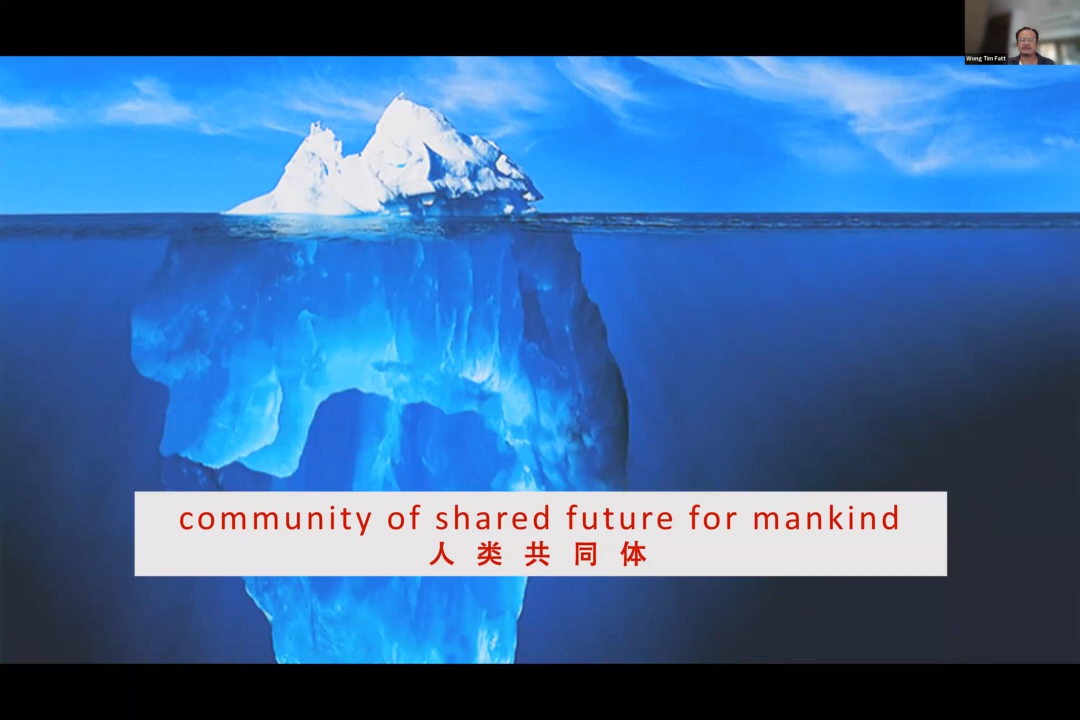 Wong Tim Fatt
community of shared future for mankind
人类共同体